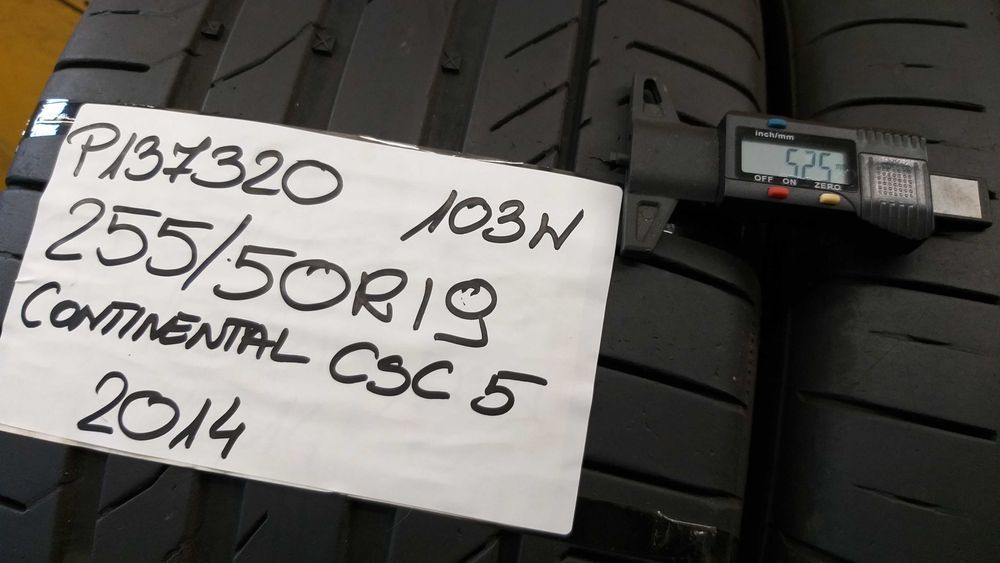 P137320
103W
255/50R19
CONTINENTAL CSC 5
2014
inch/mm
5.25
OFF ON ZERO